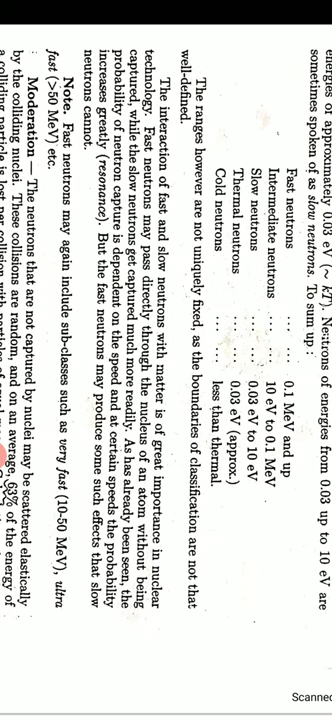 energies of approximately 0.03 eV (~ kT). Neutrons of energies from 0.03 up to 10 eV are
sometimes spoken of as slow neutrons. To sum up :
Fast neutrons ... ... 0.1 MeV and up
Intermediate neutrons ... ... 10 eV to 0.1 MeV
Slow neutrons ... ... 0.03 eV to 10 eV
Thermal neutrons ... ... 0.03 eV (approx.)
Cold neutrons ... ... less than thermal.
The ranges however are not uniquely fixed, as the boundaries of classification are not that
well-defined.
The interaction of fast and slow neutrons with matter is of great importance in nuclear
technology. Fast neutrons may pass directly through the nucleus of an atom without being
captured, while the slow neutrons get captured much more readily. As has already been seen, the
probability of neutron capture is dependent on the speed and at certain speeds the probability
increases greatly (resonance). But the fast neutrons may produce some such effects that slow
neutrons cannot.
Note. Fast neutrons may again include sub-classes such as very fast (10-50 MeV), ultra
fast (>50 MeV) etc.
Moderation — The neutrons that are not captured by nuclei may be scattered elastically
by the colliding nuclei. These collisions are random, and on an average, 63% of the energy of
a colliding particle is lost per collision with particles of
Scanned